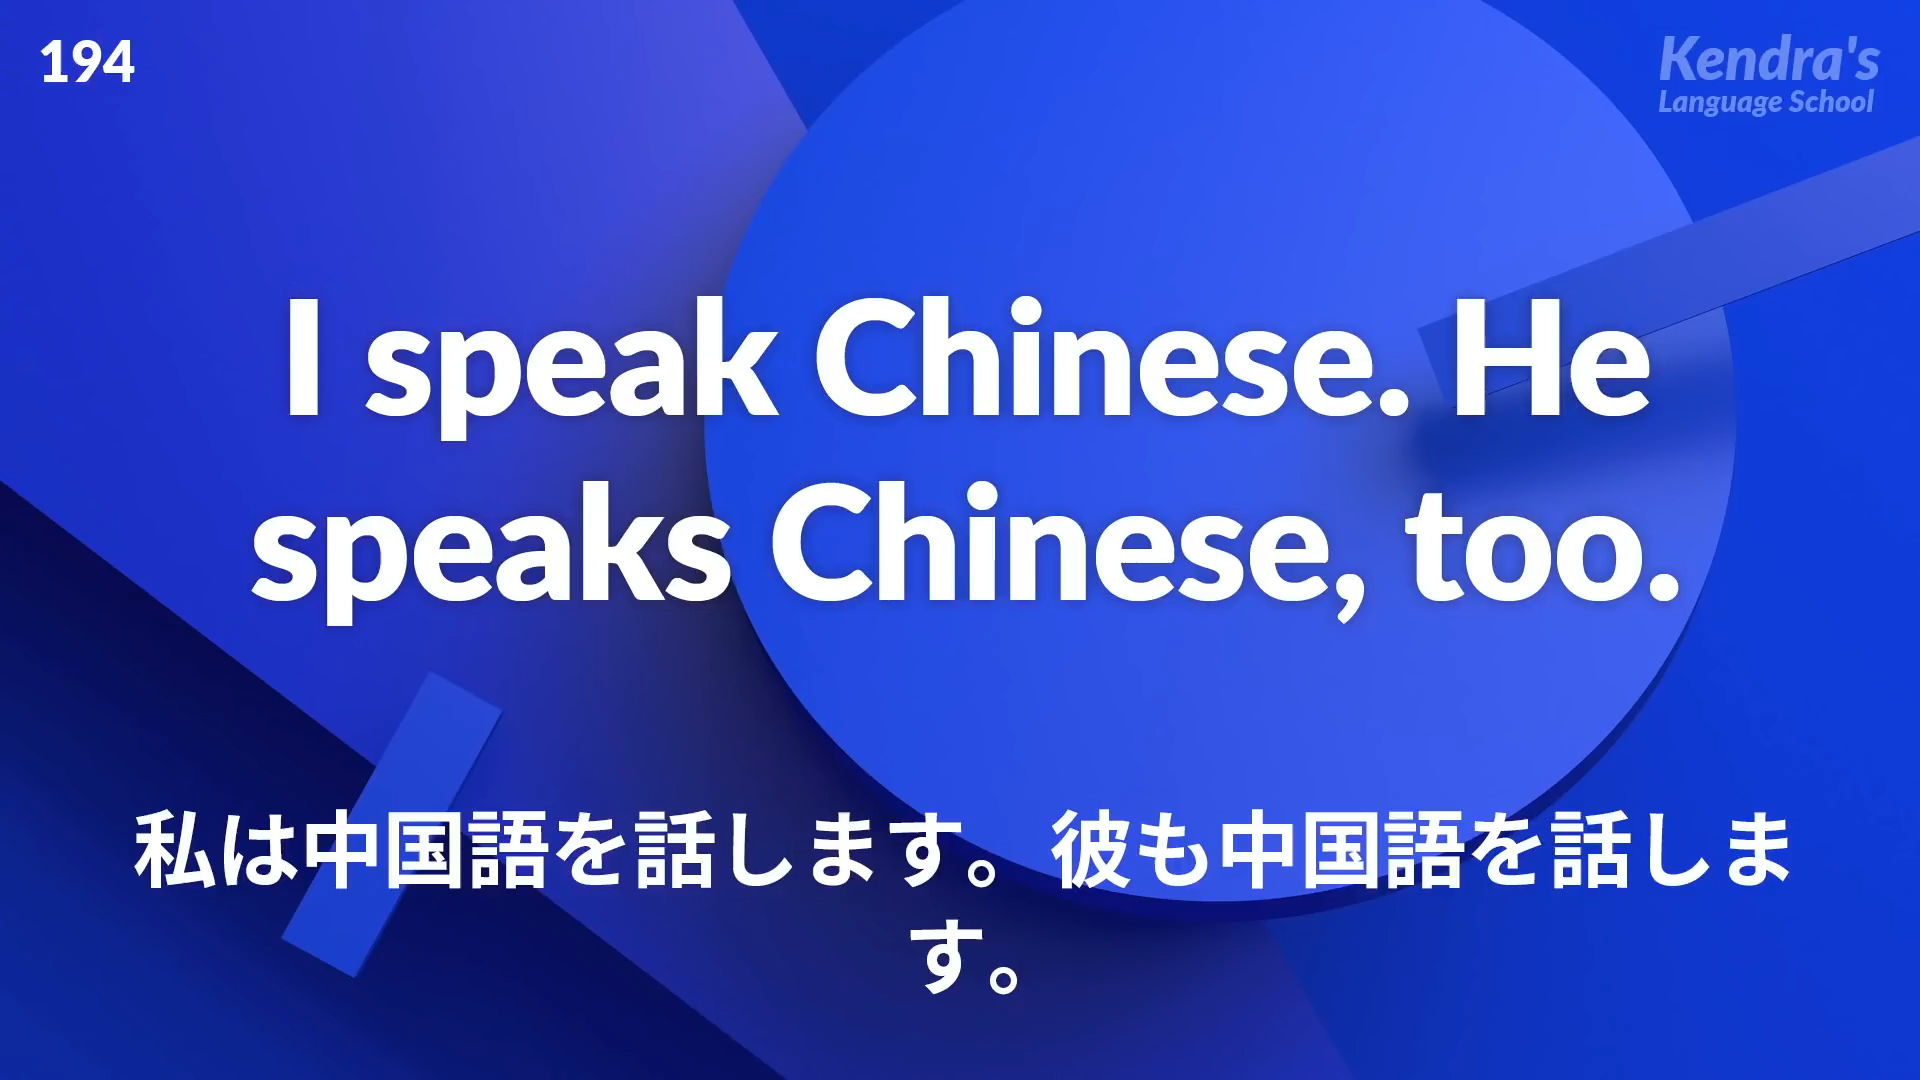 194
Kendra's
Language School
I speak Chinese. He
speaks Chinese, too.
私は中国語を話します。彼も中国語を話しま
す。